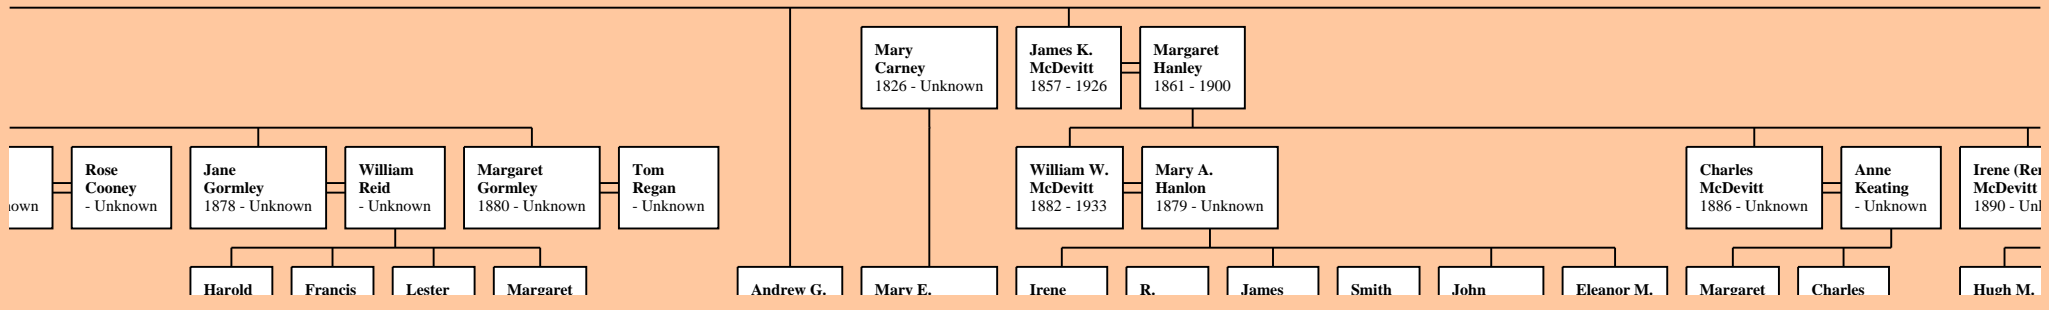 Mary
Carney
1826 - Unknown
James K.
McDevitt
1857 - 1926
Margaret
Hanley
1861 - 1900
Rose
Cooney
- Unknown
Jane
Gormley
1878 - Unknown
William
Reid
- Unknown
Margaret
Gormley
1880 - Unknown
Tom
Regan
- Unknown
William W.
McDevitt
1882 - 1933
Mary A.
Hanlon
1879 - Unknown
Charles
McDevitt
1886 - Unknown
Anne
Keating
- Unknown
Irene
McDevitt
1890 -
Harold
Francis
Lester
Margaret
Andrew G.
Mary E.
Irene
R.
James
Smith
John
Eleanor M.
Margaret
Charles
Hugh M.